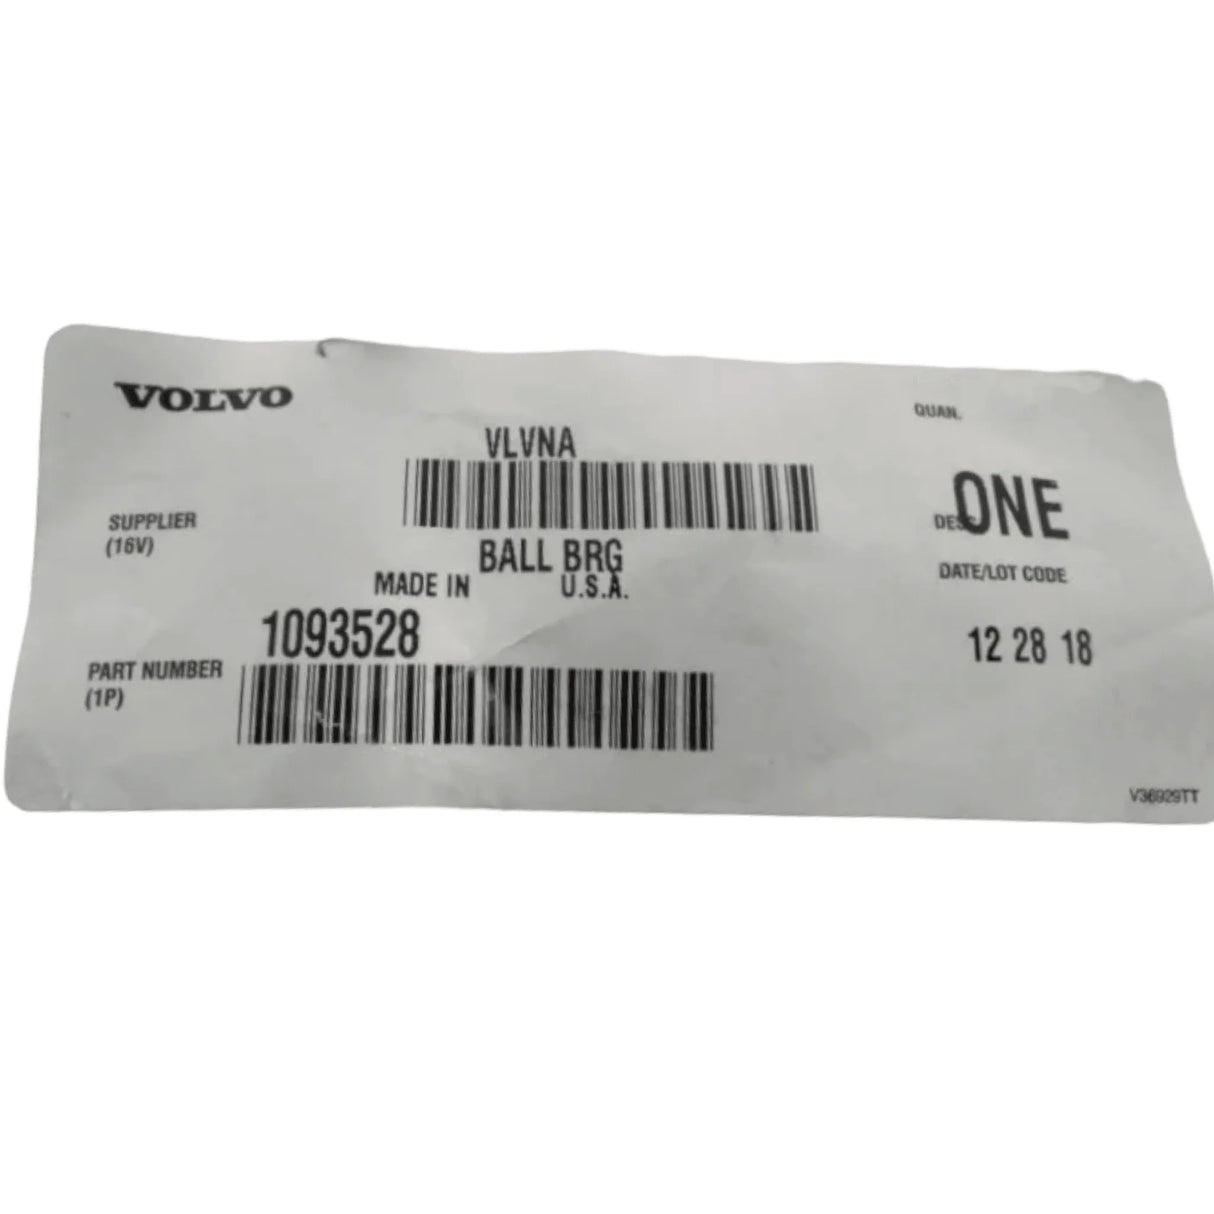 VOLVO
QUAN.
VLVNA
ONE
SUPPLIER
(16V)
DESC
BALL BRG
MADE IN U.S.A.
DATE/LOT CODE
1093528
12 28 18
PART NUMBER
(1P)
V36929TT